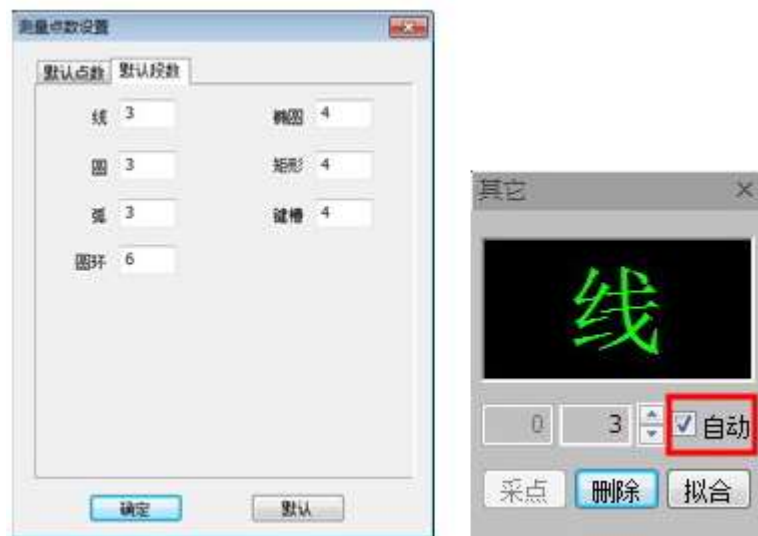 测量点数设置
默认点数 默认段数
线 3 椭圆 4
圆 3 矩形 4
弧 3 键槽 4
圆环 6
确定 默认
其它
线
0 3 自动
采点 删除 拟合